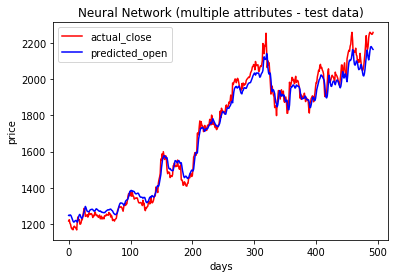 Neural Network (multiple attributes - test data)
actual_close
predicted_open
2200
2000
1800
1600
1400
1200
price
0
100
200
300
400
500
days